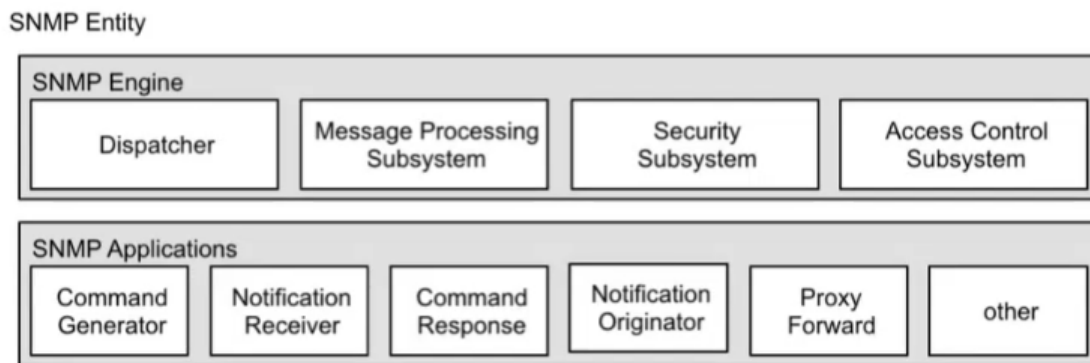 SNMP Entity
SNMP Engine
Dispatcher
Message Processing
Subsystem
Security
Subsystem
Access Control
Subsystem
SNMP Applications
Command
Generator
Notification
Receiver
Command
Response
Notification
Originator
Proxy
Forward
other